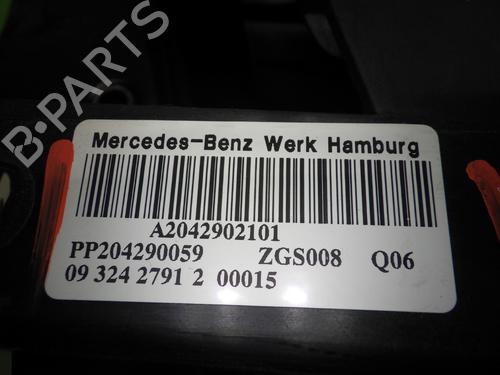 B-PARTS
Mercedes-Benz Werk Hamburg
A2042902101
PP204290059 ZGS008 Q06
09 324 2791 2 00015